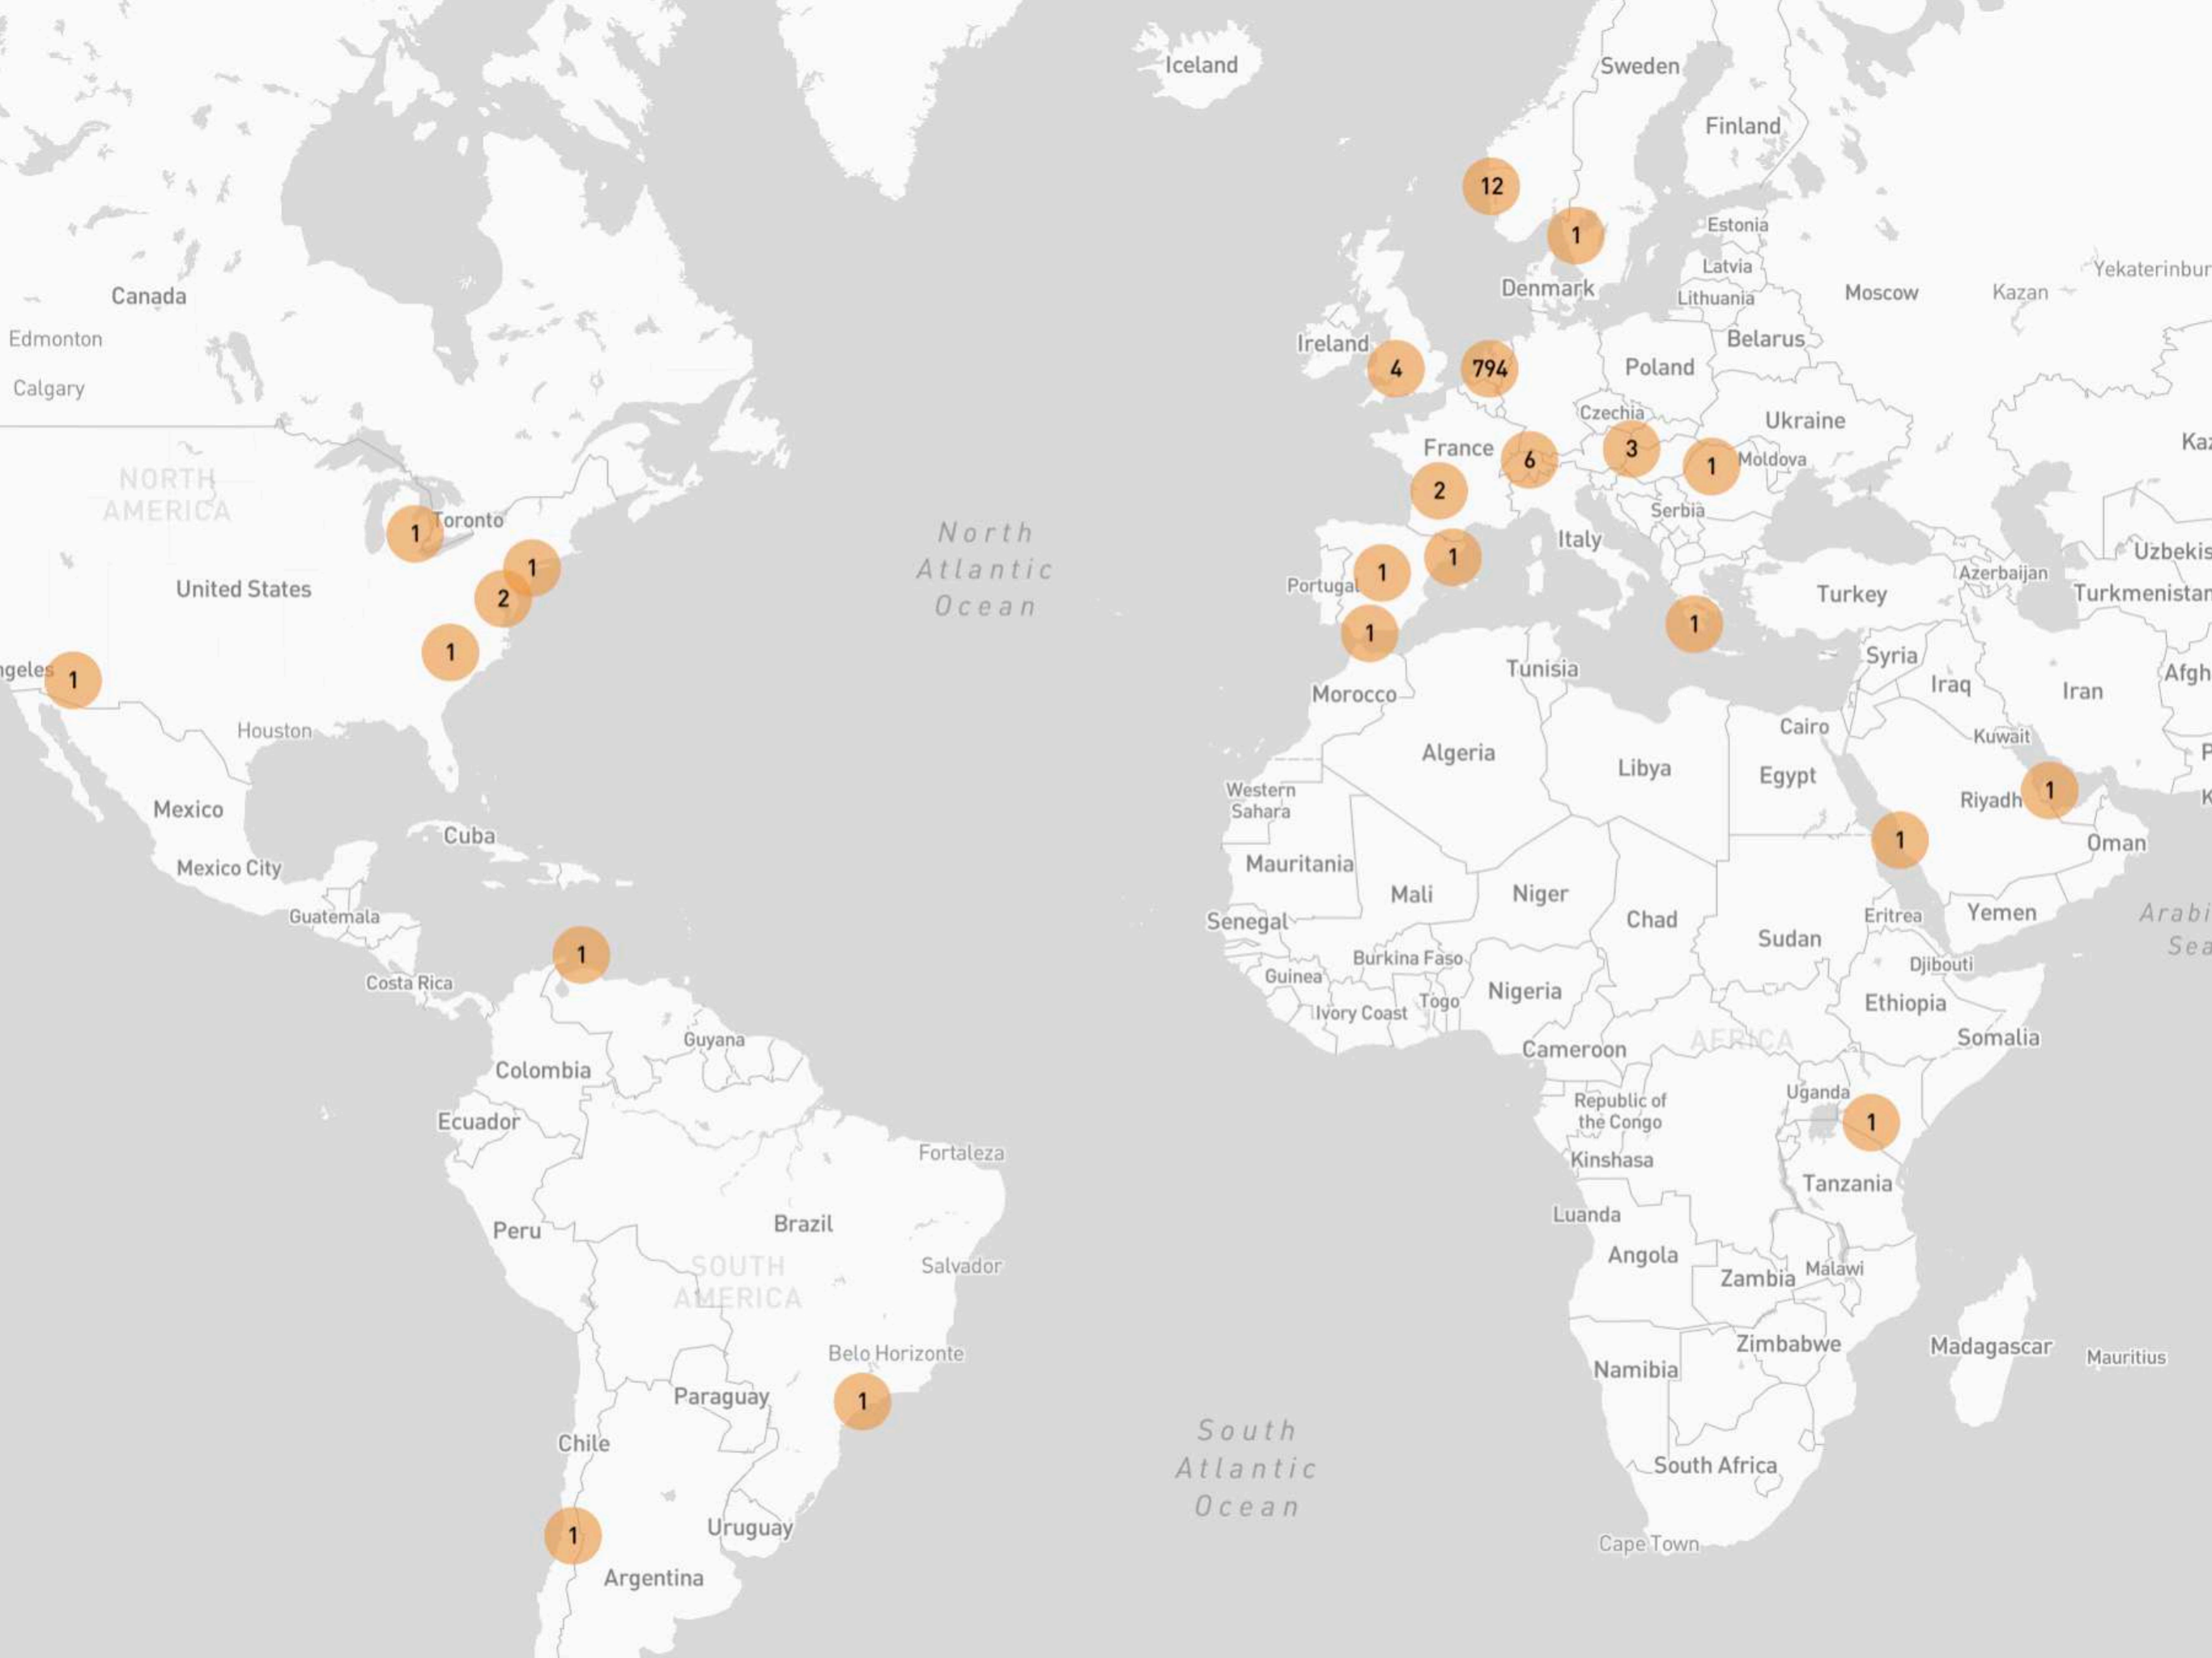 Iceland
Sweden
Finland
12
1
Estonia
Latvia
Lithuania
Denmark
Moscow
Kazan
Yekaterinbur
Canada
Edmonton
Calgary
Ireland
4
794
Belarus
Poland
Czechia
Ukraine
France
6
3
1
Moldova
2
Kaz
NORTH
AMERICA
Toronto
1
1
2
United States
1
ngeles
1
Houston
North
Atlantic
Ocean
Serbia
Italy
1
1
Portugal
1
1
Turkey
Azerbaijan
Uzbekis
Turkmenistan
Syria
Iraq
Iran
Afgh
Tunisia
Morocco
Algeria
Libya
Cairo
Egypt
Kuwait
P
K
Riyadh
1
1
Oman
Mexico
Mexico City
Cuba
Guatemala
Costa Rica
1
Western
Sahara
Mauritania
Mali
Niger
Chad
Sudan
Eritrea
Yemen
Arabi
Sea
Senegal
Burkina Faso
Guinea
Ivory Coast
Togo
Nigeria
Djibouti
Ethiopia
Somalia
Cameroon
AFRICA
Guyana
Colombia
Ecuador
Republic of
the Congo
Uganda
1
Kinshasa
Tanzania
Fortaleza
Peru
Brazil
SOUTH
AMERICA
Salvador
Luanda
Angola
Zambia
Malawi
Zimbabwe
Madagascar
Mauritius
Namibia
Belo Horizonte
1
Paraguay
Chile
South
Atlantic
Ocean
South Africa
Cape Town
1
Uruguay
Argentina